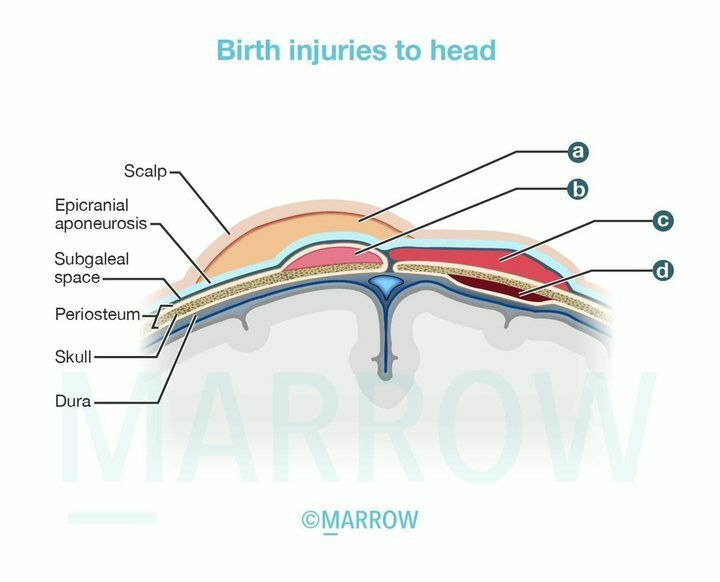 Birth injuries to head
Scalp
Epicranial
aponeurosis
Subgaleal
space
Periosteum
Skull
Dura
a
b
c
d
MARROW
©MARROW